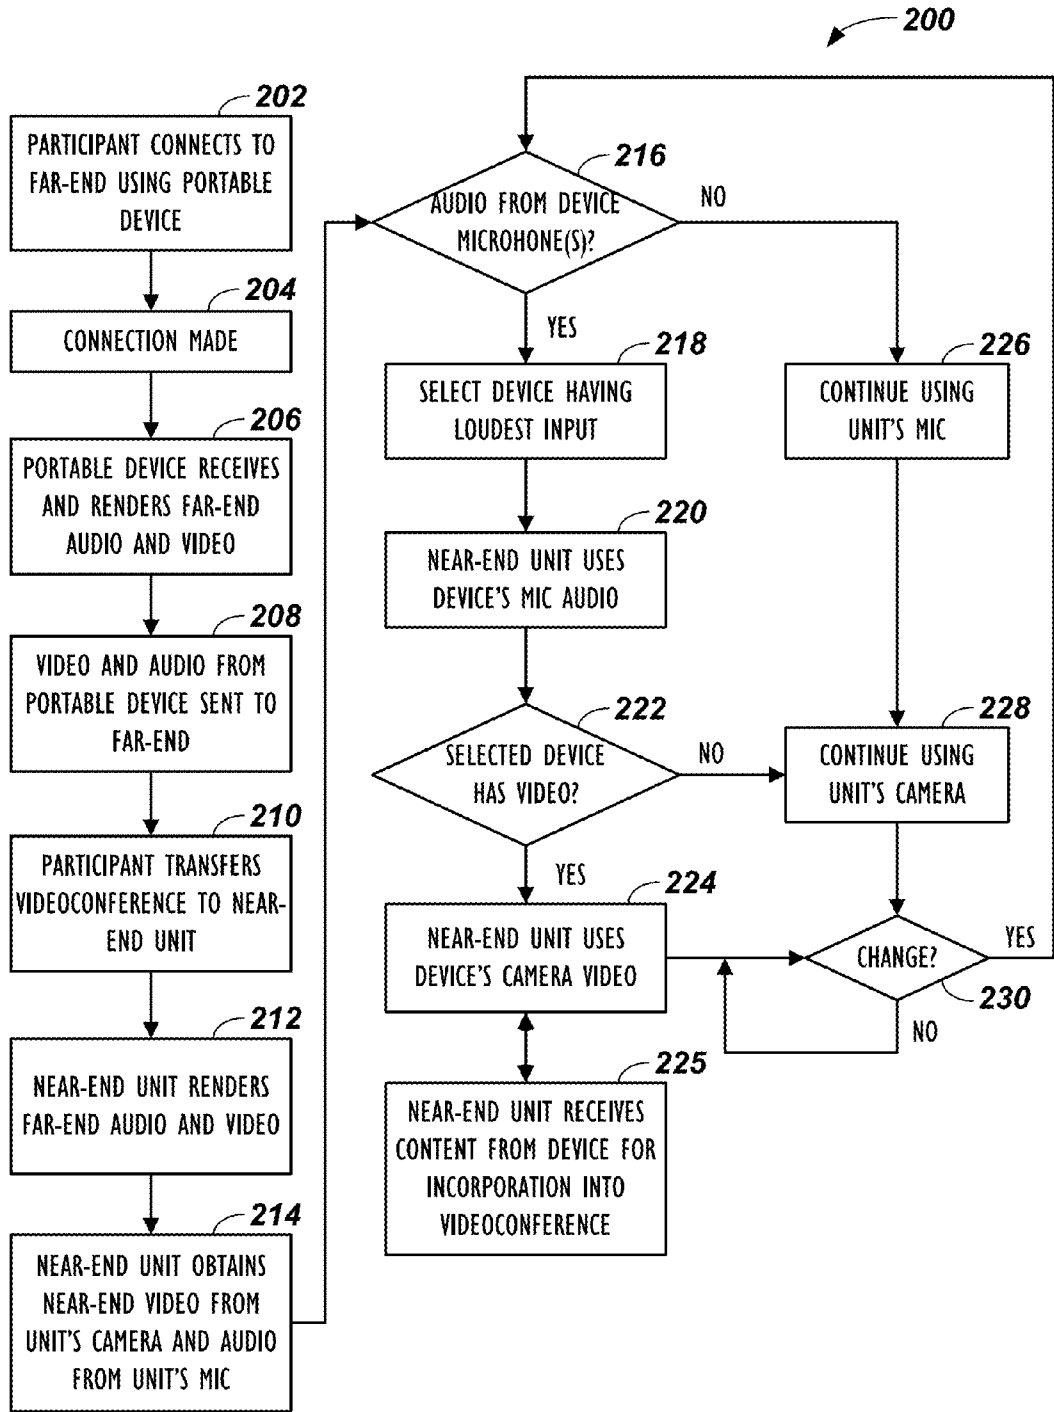 200
202
PARTICIPANT CONNECTS TO
FAR-END USING PORTABLE
DEVICE
204
CONNECTION MADE
206
PORTABLE DEVICE RECEIVES
AND RENDERS FAR-END
AUDIO AND VIDEO
208
VIDEO AND AUDIO FROM
PORTABLE DEVICE SENT TO
FAR-END
210
PARTICIPANT TRANSFERS
VIDEOCONFERENCE TO NEAR-
END UNIT
212
NEAR-END UNIT RENDERS
FAR-END AUDIO AND VIDEO
214
NEAR-END UNIT OBTAINS
NEAR-END VIDEO FROM
UNIT'S CAMERA AND AUDIO
FROM UNIT'S MIC
216
AUDIO FROM DEVICE
MICROHONE(S)?
NO
YES
218
SELECT DEVICE HAVING
LOUDEST INPUT
220
NEAR-END UNIT USES
DEVICE'S MIC AUDIO
222
SELECTED DEVICE
HAS VIDEO?
NO
YES
224
NEAR-END UNIT USES
DEVICE'S CAMERA VIDEO
225
NEAR-END UNIT RECEIVES
CONTENT FROM DEVICE FOR
INCORPORATION INTO
VIDEOCONFERENCE
226
CONTINUE USING
UNIT'S MIC
228
CONTINUE USING
UNIT'S CAMERA
CHANGE?
YES
230
NO